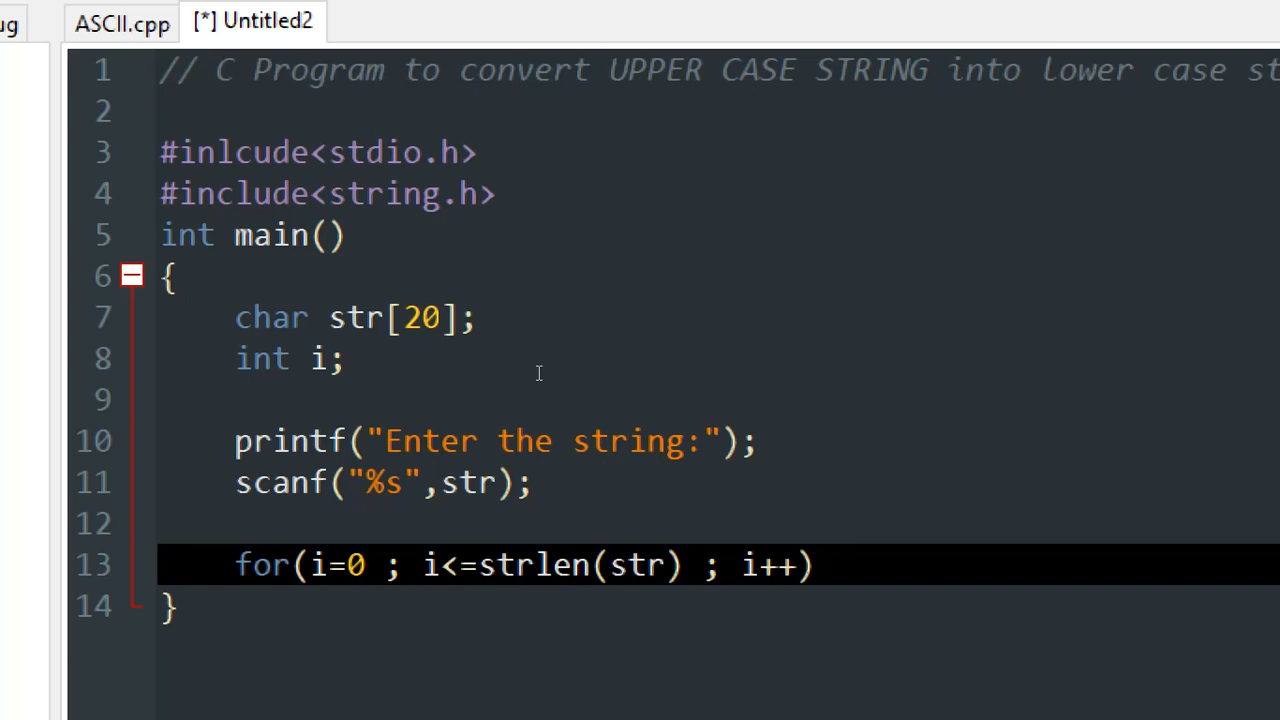 ug ASCII.cpp [*] Untitled2
1 // C Program to convert UPPER CASE STRING into lower case st
2
3 #inlcude<stdio.h>
4 #include<string.h>
5 int main()
6 {
7 char str[20];
8 int i;
9
10 printf("Enter the string:");
11 scanf("%s",str);
12
13 for(i=0 ; i<=strlen(str) ; i++)
14 }